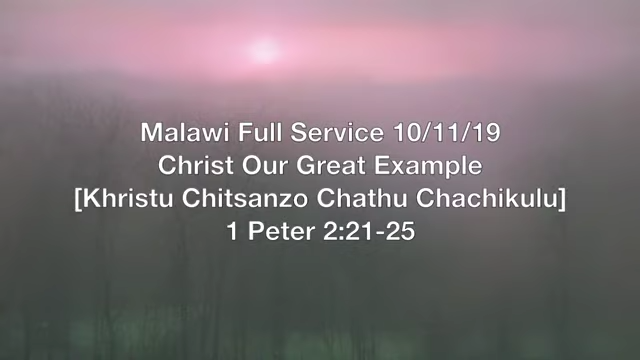 Malawi Full Service 10/11/19
Christ Our Great Example
[Khristu Chitsanzo Chathu Chachikulu]
1 Peter 2:21-25